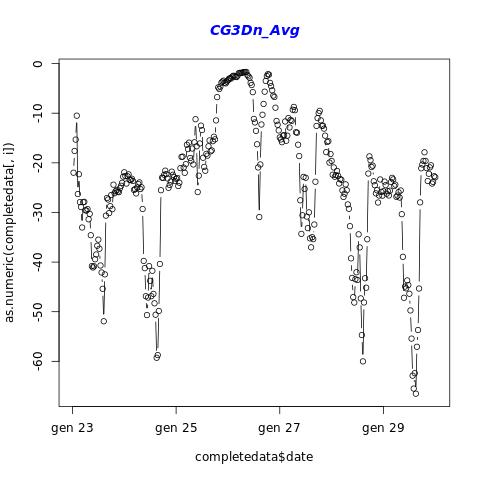 CG3Dn_Avg
as.numeric(completedata[, i])
0
-10
-20
-30
-40
-50
-60
gen 23
gen 25
gen 27
gen 29
completedata$date